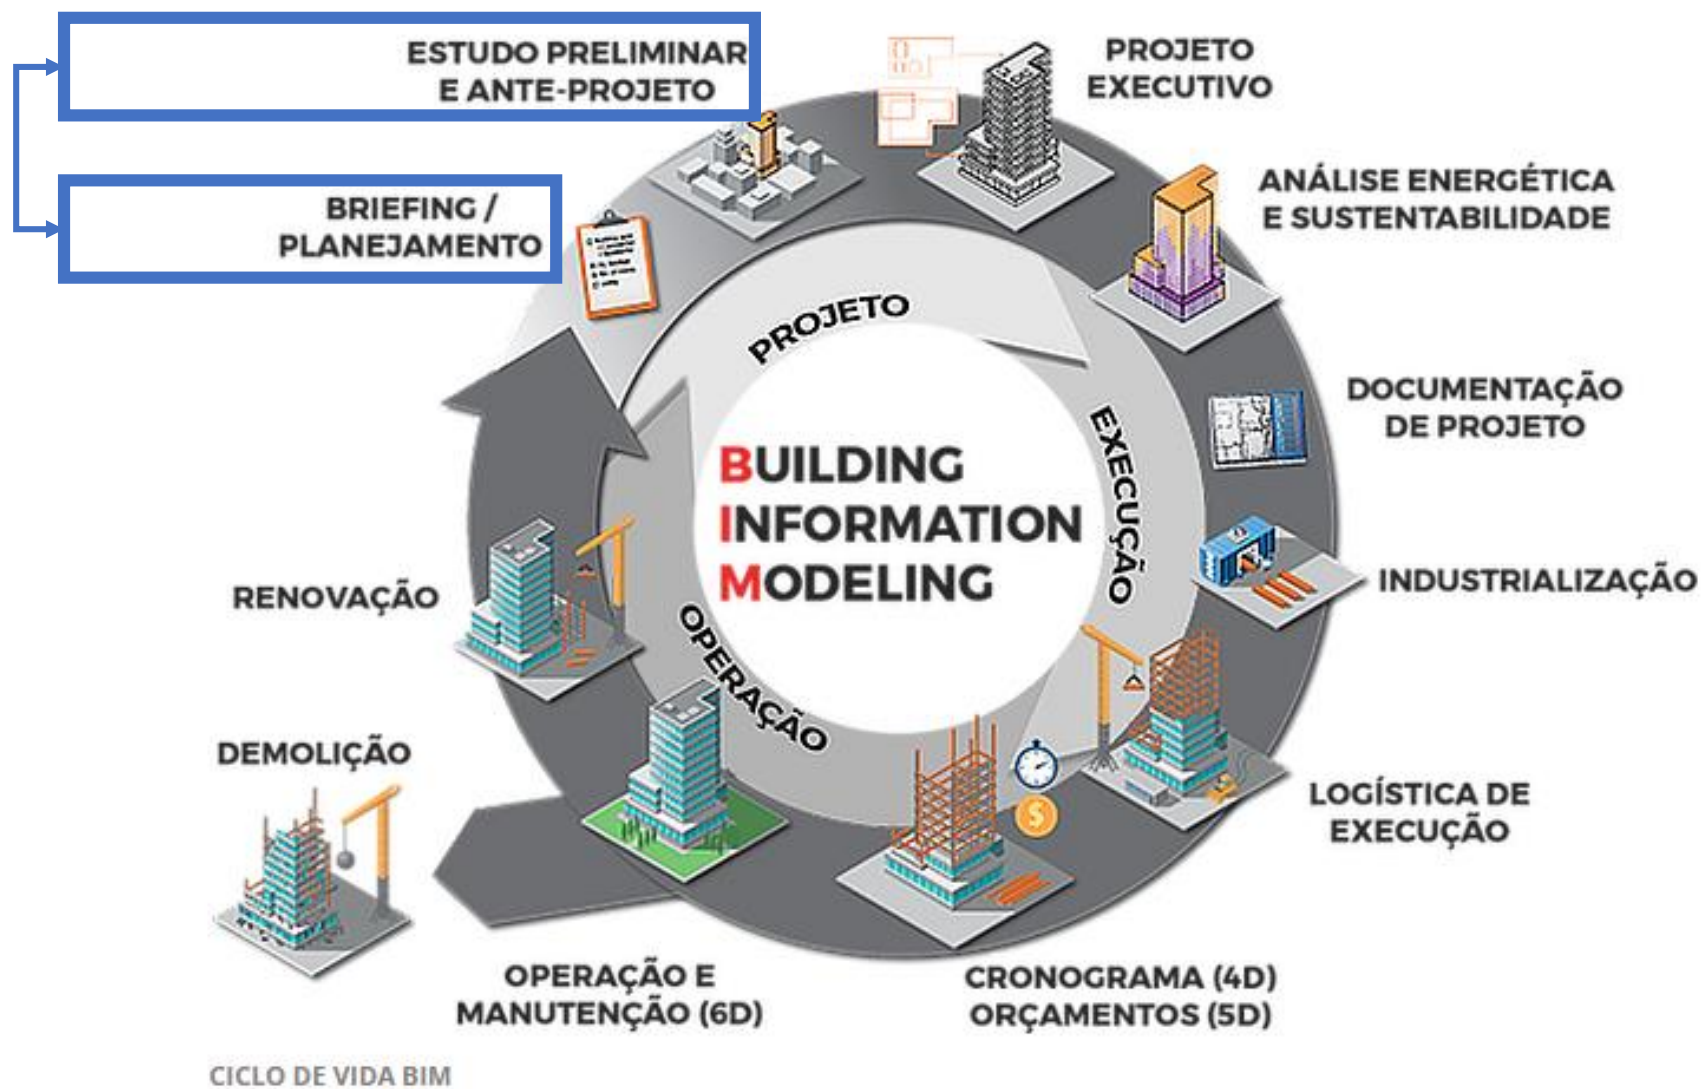 ESTUDO PRELIMINAR
E ANTE-PROJETO
BRIEFING /
PLANEJAMENTO
PROJETO
EXECUTIVO
ANÁLISE ENERGÉTICA
E SUSTENTABILIDADE
DOCUMENTAÇÃO
DE PROJETO
INDUSTRIALIZAÇÃO
LOGÍSTICA DE
EXECUÇÃO
CRONOGRAMA (4D)
ORÇAMENTOS (5D)
OPERAÇÃO E
MANUTENÇÃO (6D)
DEMOLIÇÃO
RENOVAÇÃO
PROJETO
EXECUÇÃO
OPERAÇÃO
BUILDING
INFORMATION
MODELING
$
CICLO DE VIDA BIM